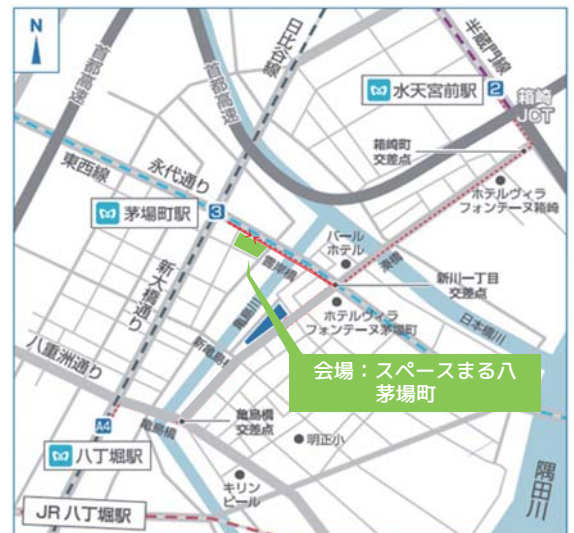 N
首都高速
首都高速
日比谷線
半蔵門線
水天宮前駅
2
箱崎
JCT
箱崎町
交差点
ホテルヴィラ
フォンテーヌ箱崎
東西線
永代通り
茅場町駅
3
パール
ホテル
湊橋
霊岸橋
新川一丁目
交差点
新大橋通り
亀島川
ホテルヴィラ
フォンテーヌ茅場町
日本橋川
新亀島橋
八重洲通り
会場:スペースまる八
茅場町
A4
亀島橋
亀島橋
交差点
明正小
八丁堀駅
キリン
ビール
隅田川
JR 八丁堀駅